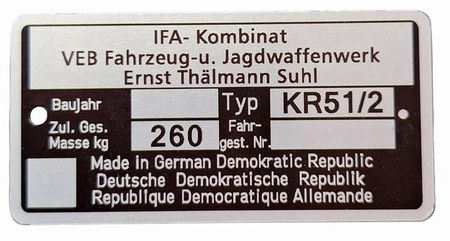 IFA- Kombinat
VEB Fahrzeug-u. Jagdwaffenwerk
Ernst Thälmann Suhl
Baujahr Typ KR51/2
Zul. Ges. Masse kg 260 Fahr-gest. Nr.
Made in German Demokratic Republic
Deutsche Demokratische Republik
Republique Democratique Allemande